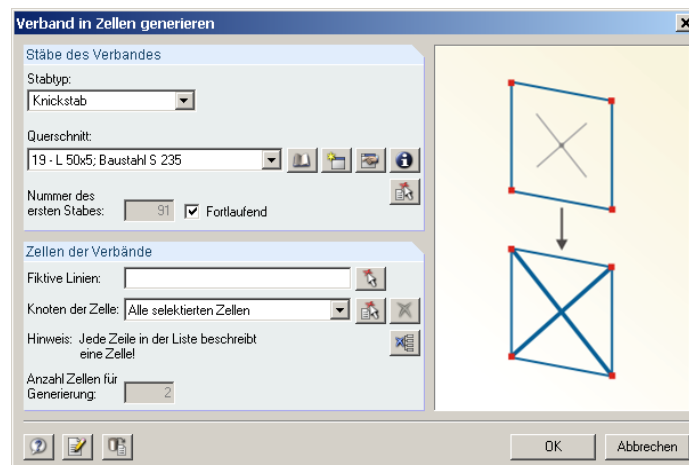 Verband in Zellen generieren
Stäbe des Verbandes
Stabtyp:
Knickstab
Querschnitt:
19 - L 50x5; Baustahl S 235
Nummer des
ersten Stabes: 91 Fortlaufend
Zellen der Verbände
Fiktive Linien:
Knoten der Zelle: Alle selektierten Zellen
Hinweis: Jede Zeile in der Liste beschreibt
eine Zelle!
Anzahl Zellen für
Generierung: 2
OK Abbrechen